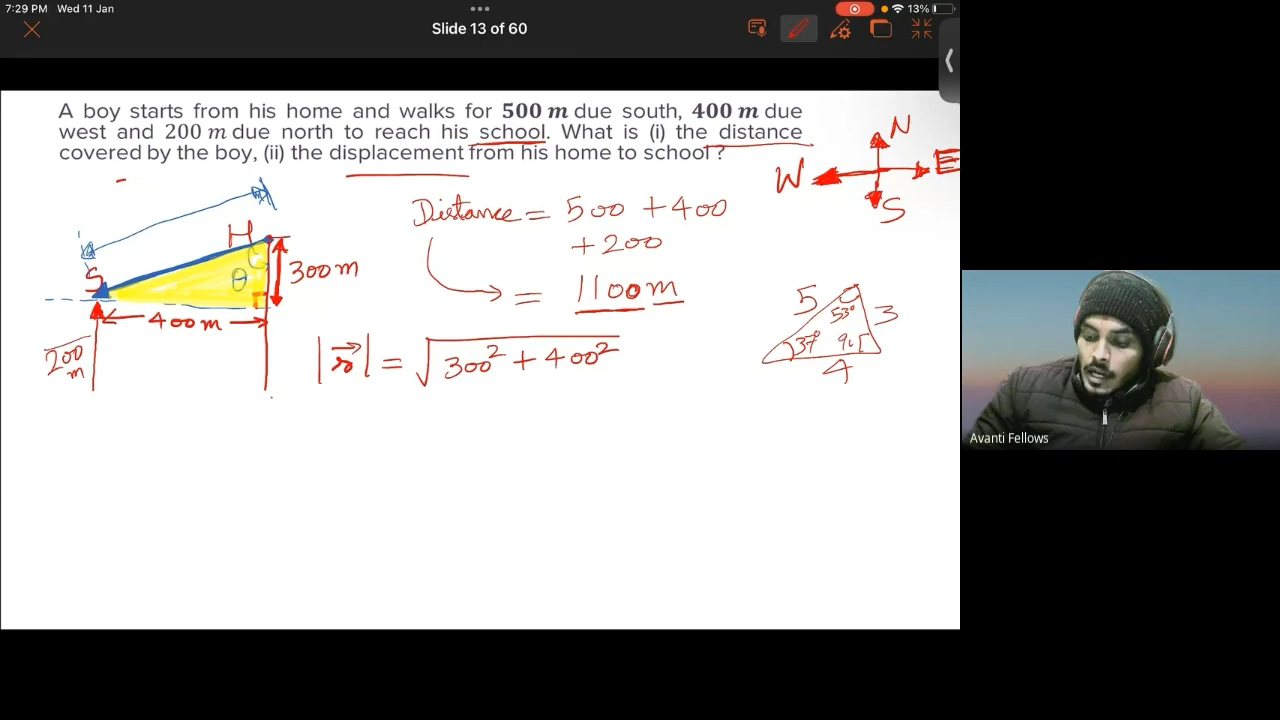 7:29 PM Wed 11 Jan
13%
Slide 13 of 60
A boy starts from his home and walks for 500 m due south, 400 m due
west and 200 m due north to reach his school. What is (i) the distance
covered by the boy, (ii) the displacement from his home to school ?
N
W
E
S
Distance = 500 + 400
+ 200
= 1100m
H
S
θ
300m
400m
200
m
|r| = √300² + 400²
5
53°
3
37°
90
4
Avanti Fellows